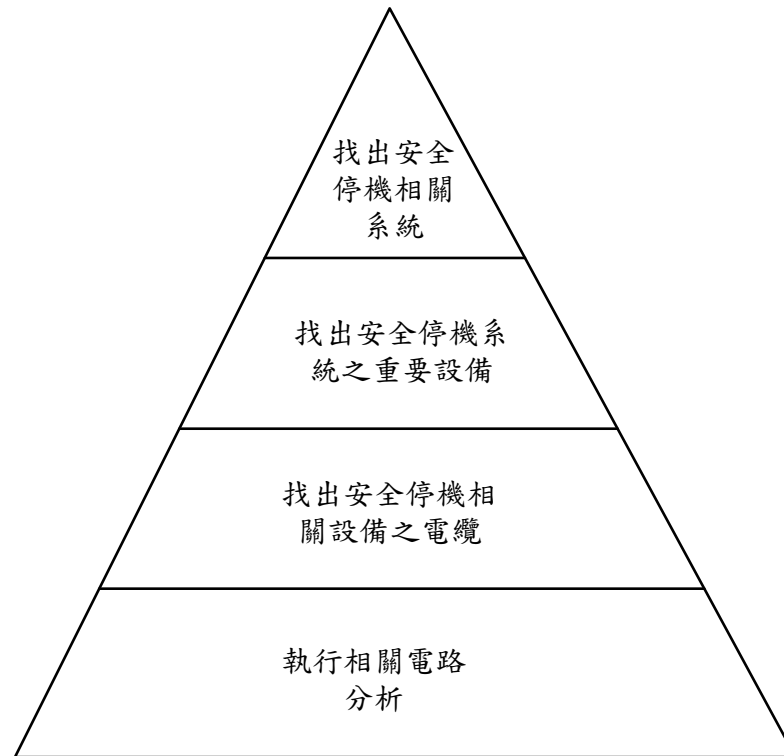 找出安全
停機相關
系統
找出安全停機系
統之重要設備
找出安全停機相
關設備之電纜
執行相關電路
分析